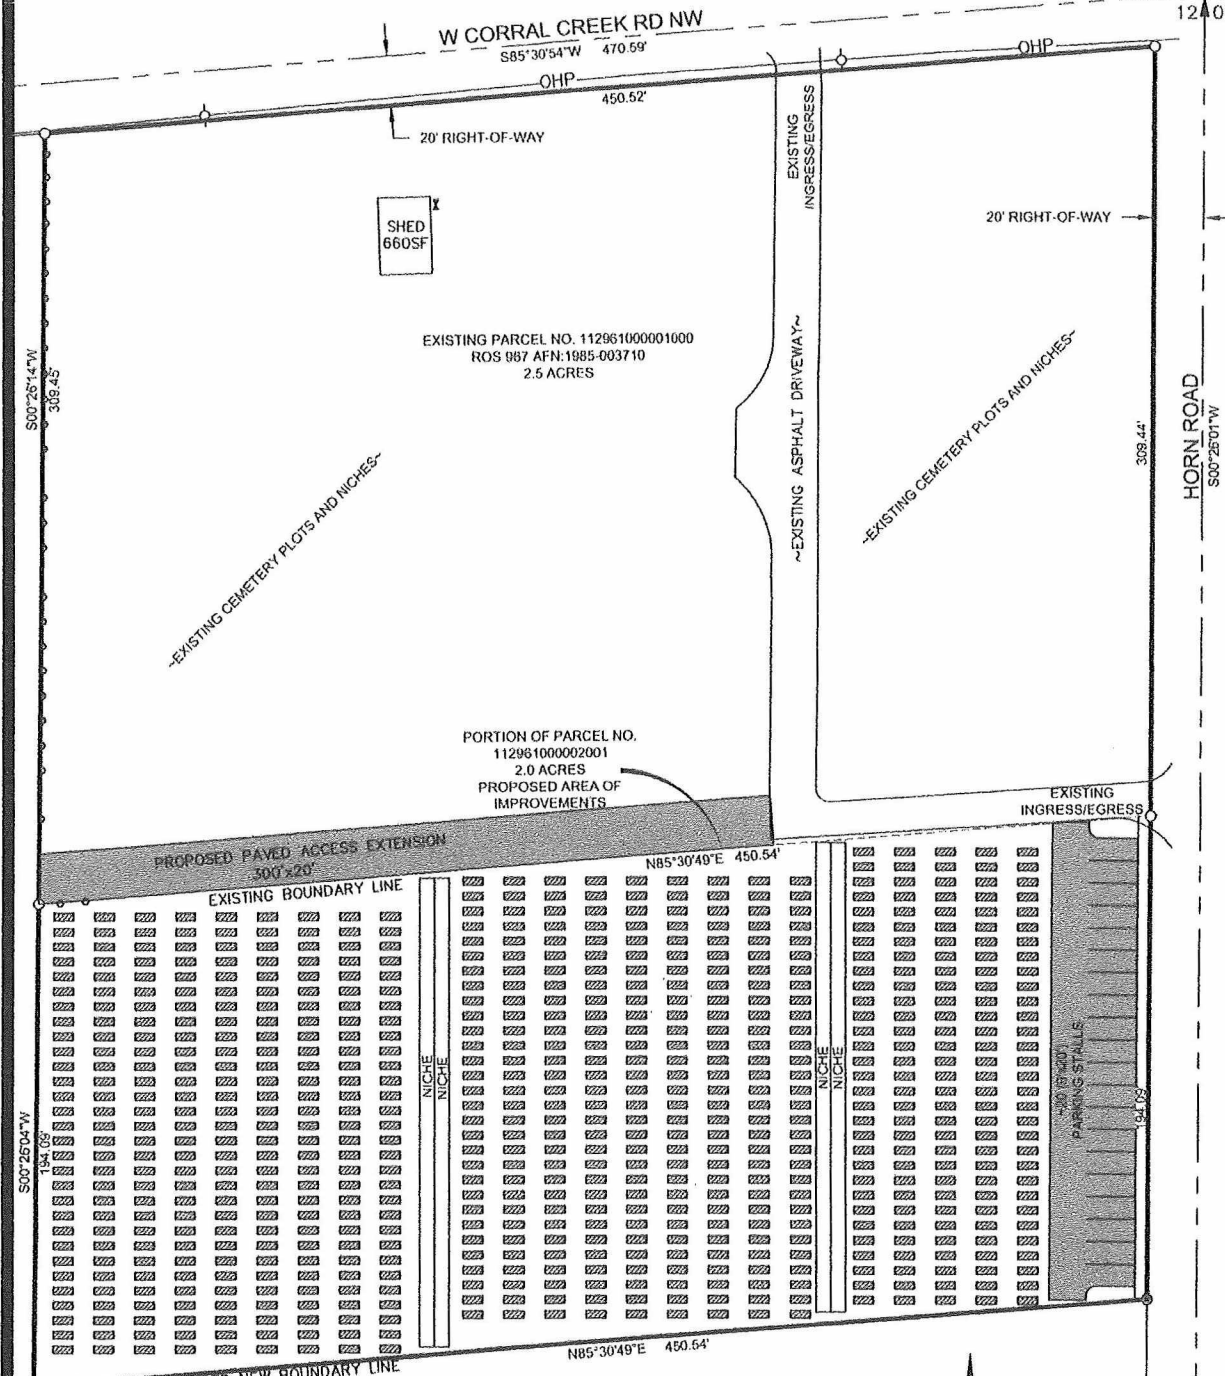 W CORRAL CREEK RD NW
S85°30'54"W 470.59'
OHP
OHP
450.52'
20' RIGHT-OF-WAY
SHED
660SF
EXISTING
INGRESS/EGRESS
20' RIGHT-OF-WAY
EXISTING PARCEL NO. 112961000001000
ROS 987 AFN:1985-003710
2.5 ACRES
S00°26'14"W
309.45'
~EXISTING ASPHALT DRIVEWAY~
~EXISTING CEMETERY PLOTS AND NICHES~
309.44'
HORN ROAD
S00°26'01"W
~EXISTING CEMETERY PLOTS AND NICHES~
PORTION OF PARCEL NO.
112961000002001
2.0 ACRES
PROPOSED AREA OF
IMPROVEMENTS
EXISTING
INGRESS/EGRESS
PROPOSED PAVED ACCESS EXTENSION
300'x20'
N85°30'49"E 450.54'
EXISTING BOUNDARY LINE
NICHE
NICHE
NICHE
NICHE
PARKING STALLS
S00°26'04"W
194.09'
194.09'
N85°30'49"E 450.54'
NEW BOUNDARY LINE